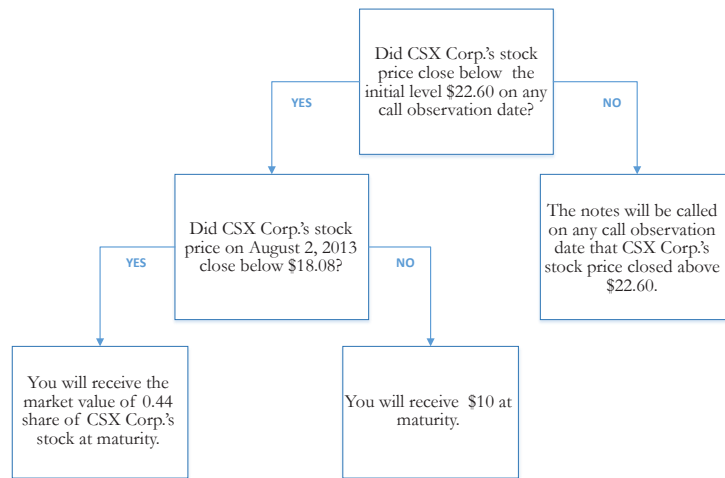 Did CSX Corp.'s stock
price close below the
initial level $22.60 on any
call observation date?
YES
NO
Did CSX Corp.'s stock
price on August 2, 2013
close below $18.08?
The notes will be called
on any call observation
date that CSX Corp.'s
stock price closed above
$22.60.
YES
NO
You will receive the
market value of 0.44
share of CSX Corp.'s
stock at maturity.
You will receive $10 at
maturity.